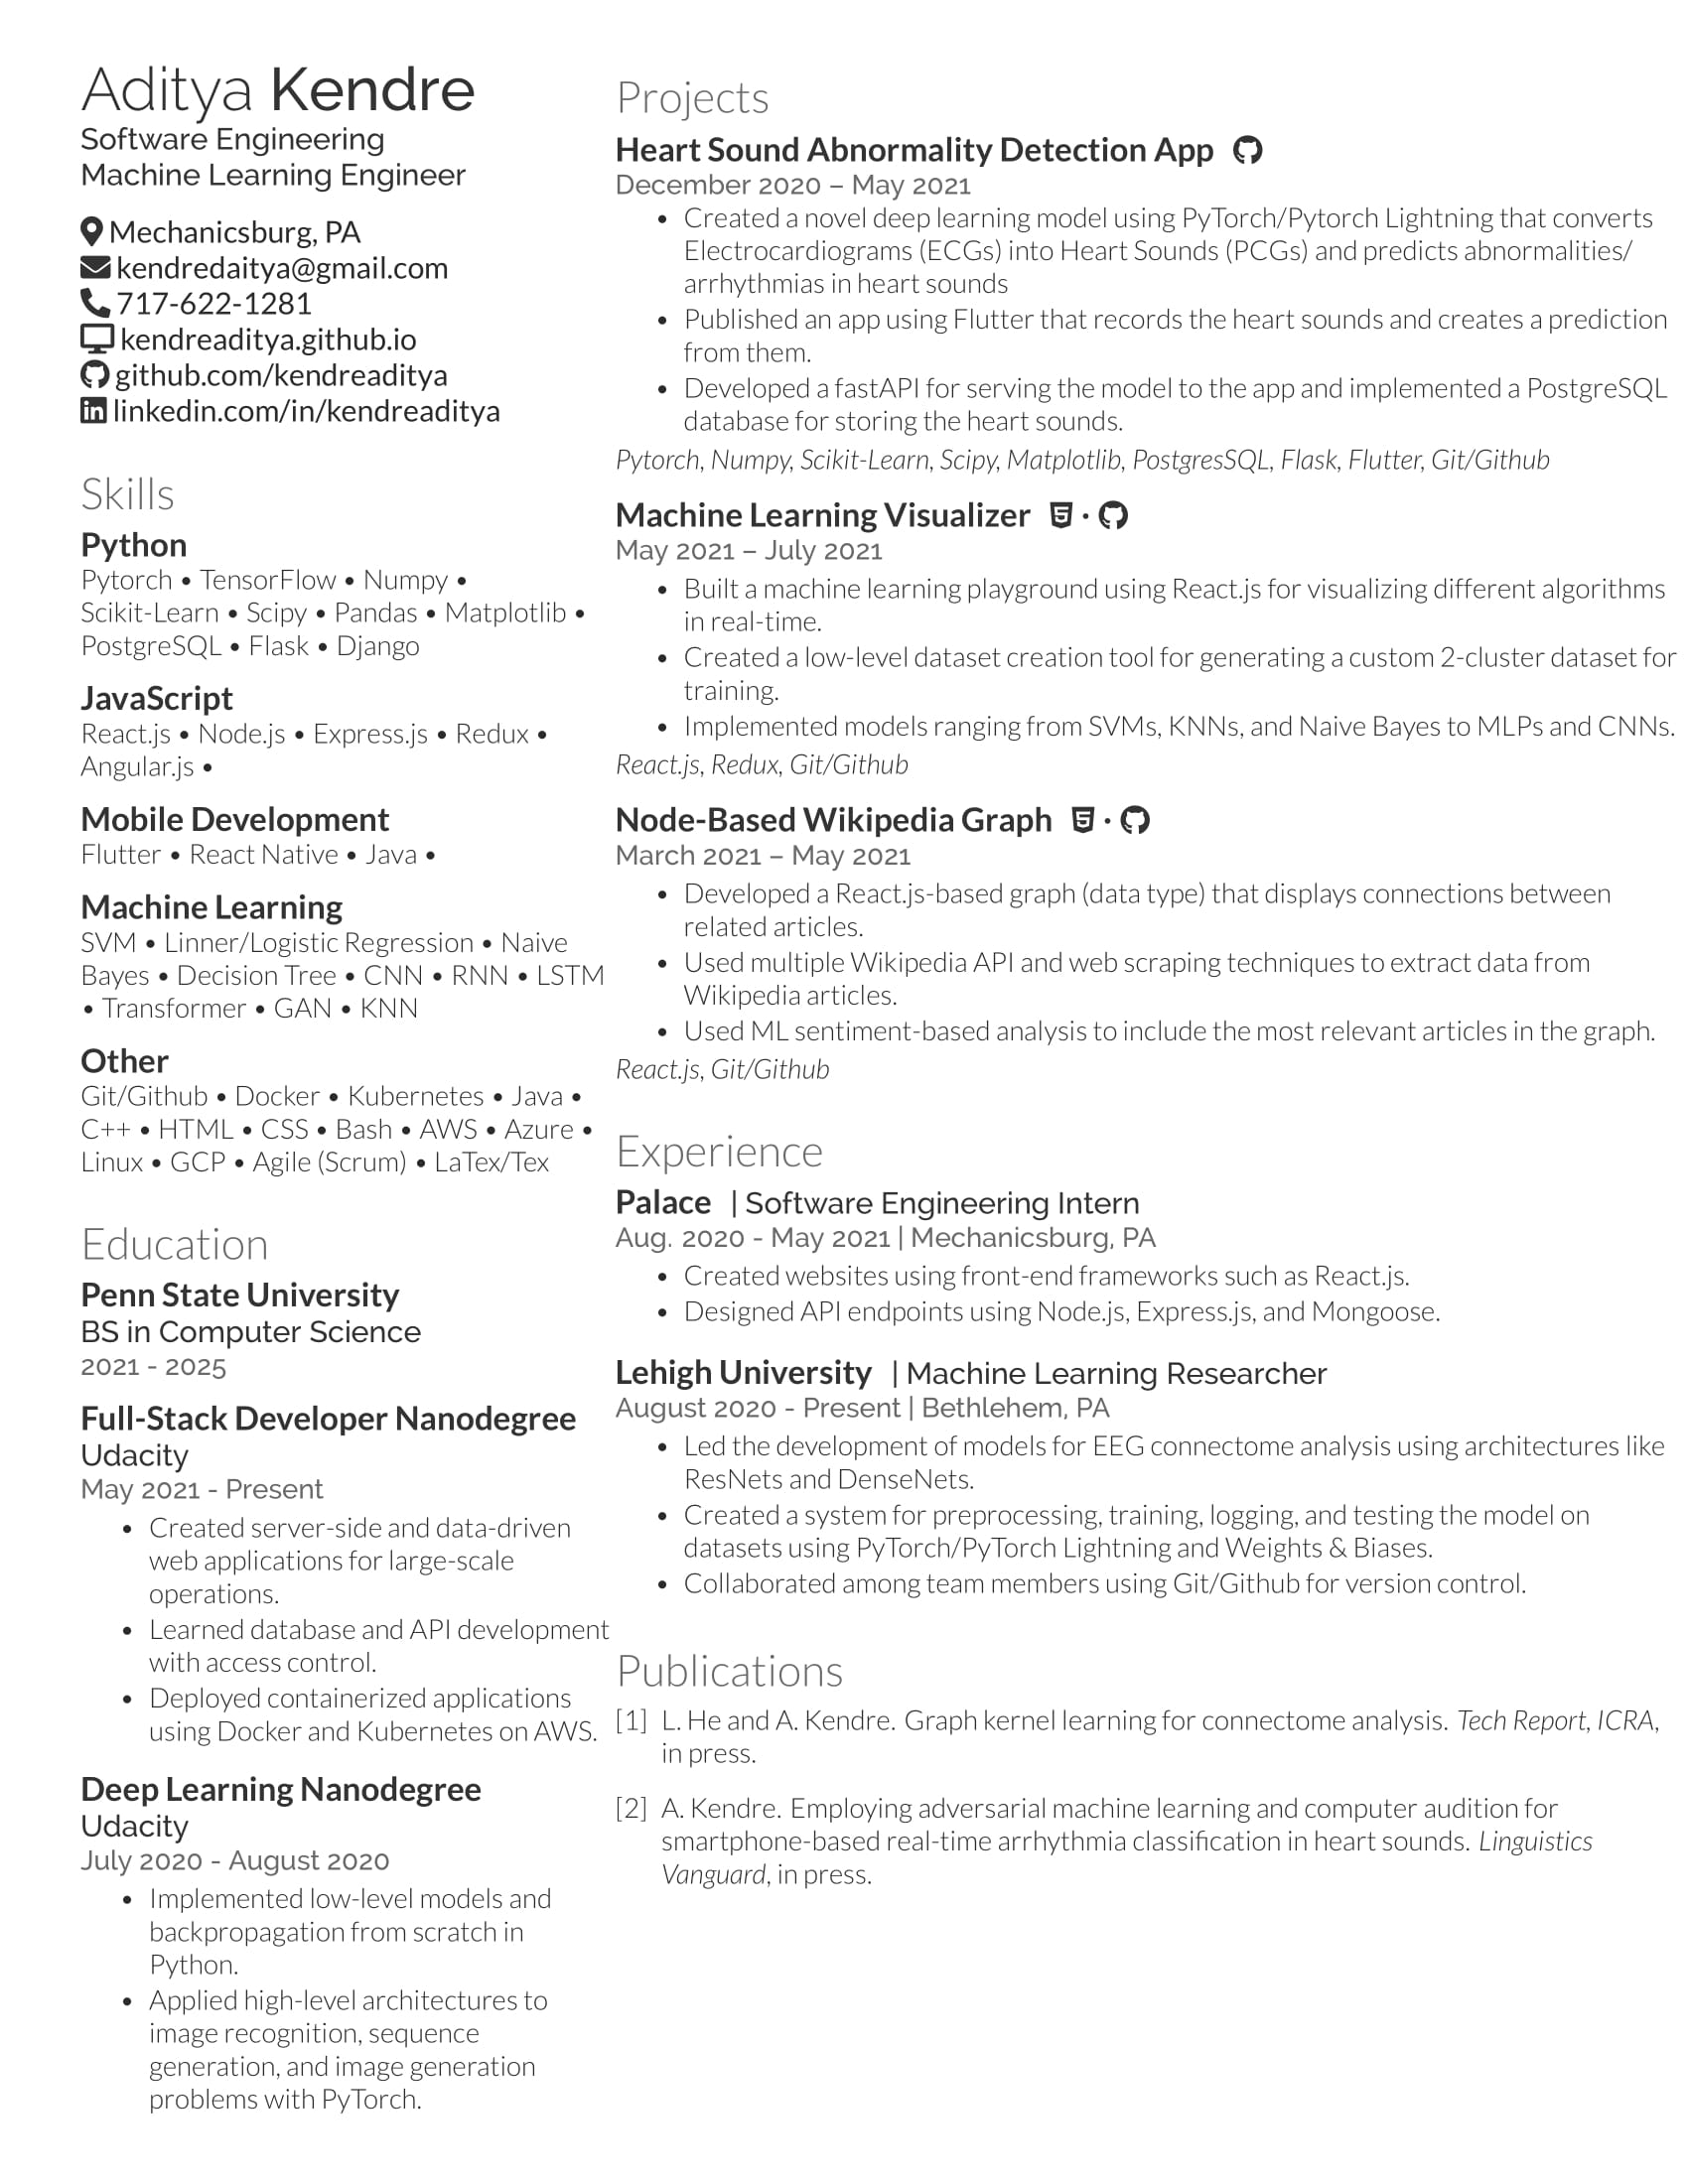 Aditya Kendre
Software Engineering
Machine Learning Engineer
Mechanicsburg, PA
kendredaitya@gmail.com
717-622-1281
kendreaditya.github.io
github.com/kendreaditya
linkedin.com/in/kendreaditya
Skills
Python
Pytorch • TensorFlow • Numpy •
Scikit-Learn • Scipy • Pandas • Matplotlib •
PostgreSQL • Flask • Django
JavaScript
React.js • Node.js • Express.js • Redux •
Angular.js •
Mobile Development
Flutter • React Native • Java •
Machine Learning
SVM • Linner/Logistic Regression • Naive
Bayes • Decision Tree • CNN • RNN • LSTM
• Transformer • GAN • KNN
Other
Git/Github • Docker • Kubernetes • Java •
C++ • HTML • CSS • Bash • AWS • Azure •
Linux • GCP • Agile (Scrum) • LaTex/Tex
Education
Penn State University
BS in Computer Science
2021 - 2025
Full-Stack Developer Nanodegree
Udacity
May 2021 - Present
• Created server-side and data-driven
web applications for large-scale
operations.
• Learned database and API development
with access control.
• Deployed containerized applications
using Docker and Kubernetes on AWS.
Deep Learning Nanodegree
Udacity
July 2020 - August 2020
• Implemented low-level models and
backpropagation from scratch in
Python.
• Applied high-level architectures to
image recognition, sequence
generation, and image generation
problems with PyTorch.
Projects
Heart Sound Abnormality Detection App
December 2020 – May 2021
• Created a novel deep learning model using PyTorch/Pytorch Lightning that converts
Electrocardiograms (ECGs) into Heart Sounds (PCGs) and predicts abnormalities/
arrhythmias in heart sounds
• Published an app using Flutter that records the heart sounds and creates a prediction
from them.
• Developed a fastAPI for serving the model to the app and implemented a PostgreSQL
database for storing the heart sounds.
Pytorch, Numpy, Scikit-Learn, Scipy, Matplotlib, PostgresSQL, Flask, Flutter, Git/Github
Machine Learning Visualizer ·
May 2021 – July 2021
• Built a machine learning playground using React.js for visualizing different algorithms
in real-time.
• Created a low-level dataset creation tool for generating a custom 2-cluster dataset for
training.
• Implemented models ranging from SVMs, KNNs, and Naive Bayes to MLPs and CNNs.
React.js, Redux, Git/Github
Node-Based Wikipedia Graph ·
March 2021 – May 2021
• Developed a React.js-based graph (data type) that displays connections between
related articles.
• Used multiple Wikipedia API and web scraping techniques to extract data from
Wikipedia articles.
• Used ML sentiment-based analysis to include the most relevant articles in the graph.
React.js, Git/Github
Experience
Palace | Software Engineering Intern
Aug. 2020 - May 2021 | Mechanicsburg, PA
• Created websites using front-end frameworks such as React.js.
• Designed API endpoints using Node.js, Express.js, and Mongoose.
Lehigh University | Machine Learning Researcher
August 2020 - Present | Bethlehem, PA
• Led the development of models for EEG connectome analysis using architectures like
ResNets and DenseNets.
• Created a system for preprocessing, training, logging, and testing the model on
datasets using PyTorch/PyTorch Lightning and Weights & Biases.
• Collaborated among team members using Git/Github for version control.
Publications
[1] L. He and A. Kendre. Graph kernel learning for connectome analysis. Tech Report, ICRA,
in press.
[2] A. Kendre. Employing adversarial machine learning and computer audition for
smartphone-based real-time arrhythmia classification in heart sounds. Linguistics
Vanguard, in press.